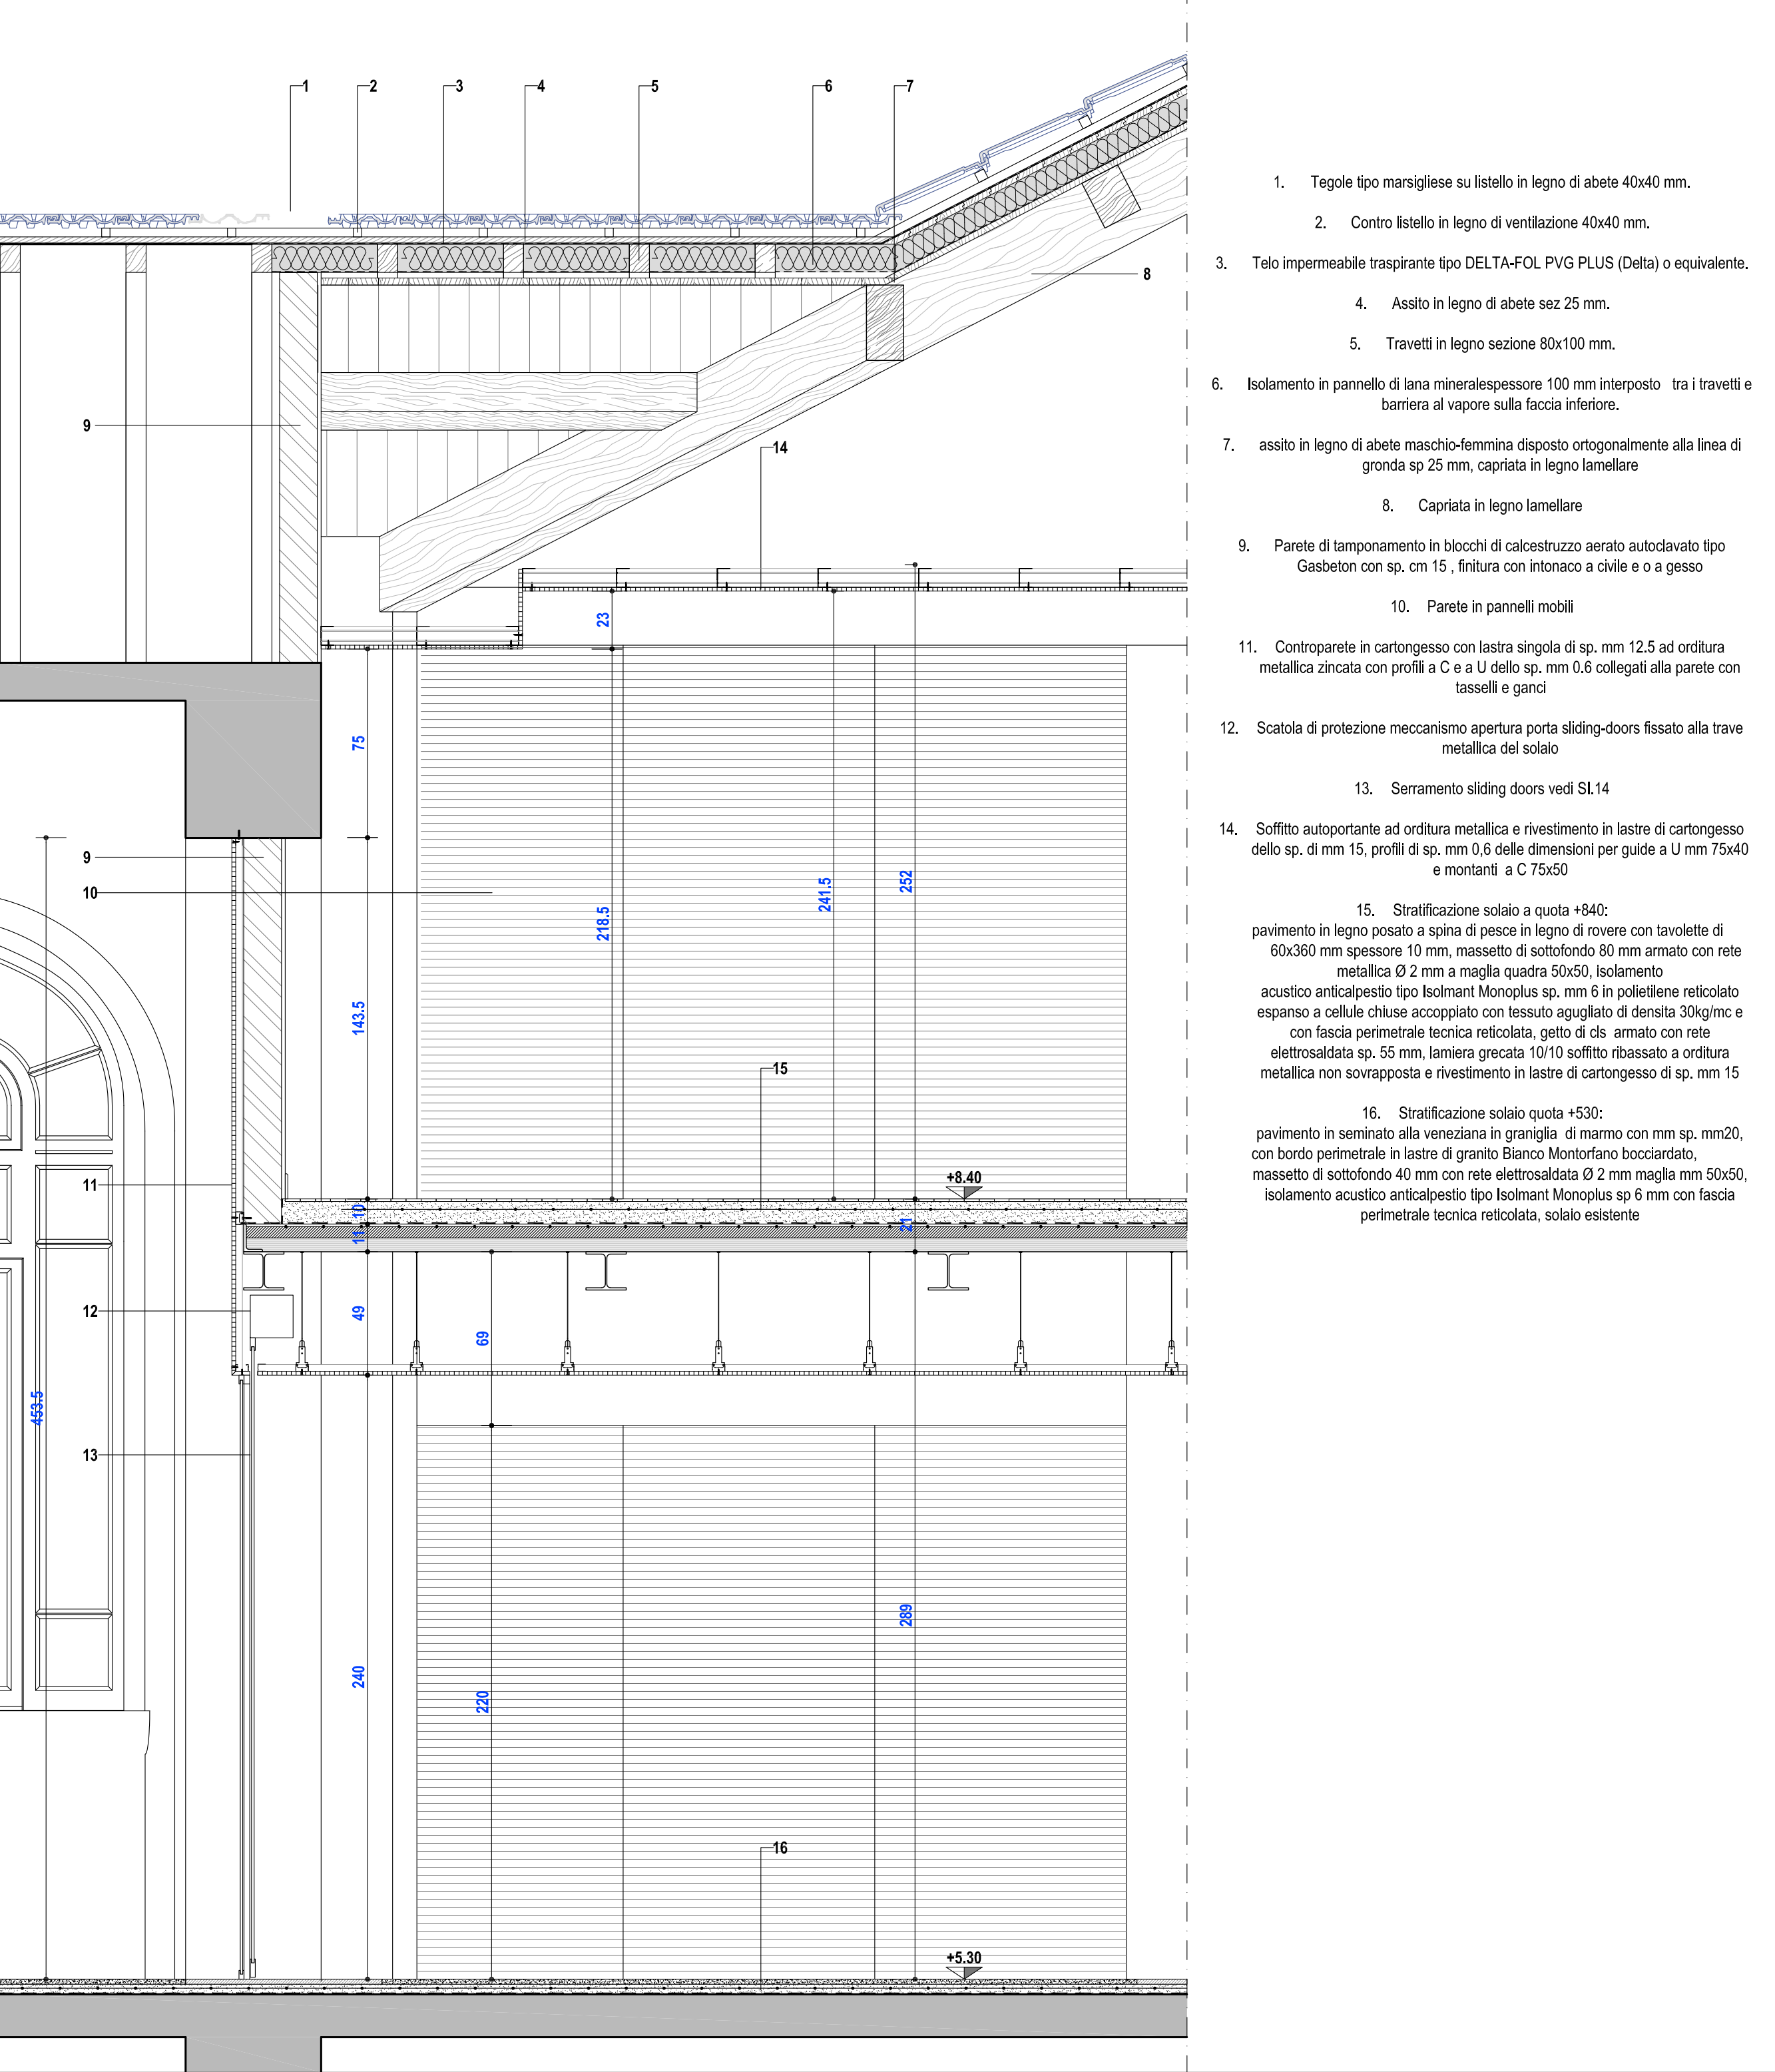 1
2
3
4
5
6
7
8
9
14
23
75
9
10
218.5
241.5
252
143.5
15
11
+8.40
10
11
21
12
49
69
453.5
13
289
240
220
16
+5.30
1. Tegole tipo marsigliese su listello in legno di abete 40x40 mm.
2. Contro listello in legno di ventilazione 40x40 mm.
3. Telo impermeabile traspirante tipo DELTA-FOL PVG PLUS (Delta) o equivalente.
4. Assito in legno di abete sez 25 mm.
5. Travetti in legno sezione 80x100 mm.
6. Isolamento in pannello di lana mineralespessore 100 mm interposto tra i travetti e
barriera al vapore sulla faccia inferiore.
7. assito in legno di abete maschio-femmina disposto ortogonalmente alla linea di
gronda sp 25 mm, capriata in legno lamellare
8. Capriata in legno lamellare
9. Parete di tamponamento in blocchi di calcestruzzo aerato autoclavato tipo
Gasbeton con sp. cm 15 , finitura con intonaco a civile e o a gesso
10. Parete in pannelli mobili
11. Controparete in cartongesso con lastra singola di sp. mm 12.5 ad orditura
metallica zincata con profili a C e a U dello sp. mm 0.6 collegati alla parete con
tasselli e ganci
12. Scatola di protezione meccanismo apertura porta sliding-doors fissato alla trave
metallica del solaio
13. Serramento sliding doors vedi SI.14
14. Soffitto autoportante ad orditura metallica e rivestimento in lastre di cartongesso
dello sp. di mm 15, profili di sp. mm 0,6 delle dimensioni per guide a U mm 75x40
e montanti a C 75x50
15. Stratificazione solaio a quota +840:
pavimento in legno posato a spina di pesce in legno di rovere con tavolette di
60x360 mm spessore 10 mm, massetto di sottofondo 80 mm armato con rete
metallica Ø 2 mm a maglia quadra 50x50, isolamento
acustico anticalpestio tipo Isolmant Monoplus sp. mm 6 in polietilene reticolato
espanso a cellule chiuse accoppiato con tessuto agugliato di densita 30kg/mc e
con fascia perimetrale tecnica reticolata, getto di cls armato con rete
elettrosaldata sp. 55 mm, lamiera grecata 10/10 soffitto ribassato a orditura
metallica non sovrapposta e rivestimento in lastre di cartongesso di sp. mm 15
16. Stratificazione solaio quota +530:
pavimento in seminato alla veneziana in graniglia di marmo con mm sp. mm20,
con bordo perimetrale in lastre di granito Bianco Montorfano bocciardato,
massetto di sottofondo 40 mm con rete elettrosaldata Ø 2 mm maglia mm 50x50,
isolamento acustico anticalpestio tipo Isolmant Monoplus sp 6 mm con fascia
perimetrale tecnica reticolata, solaio esistente